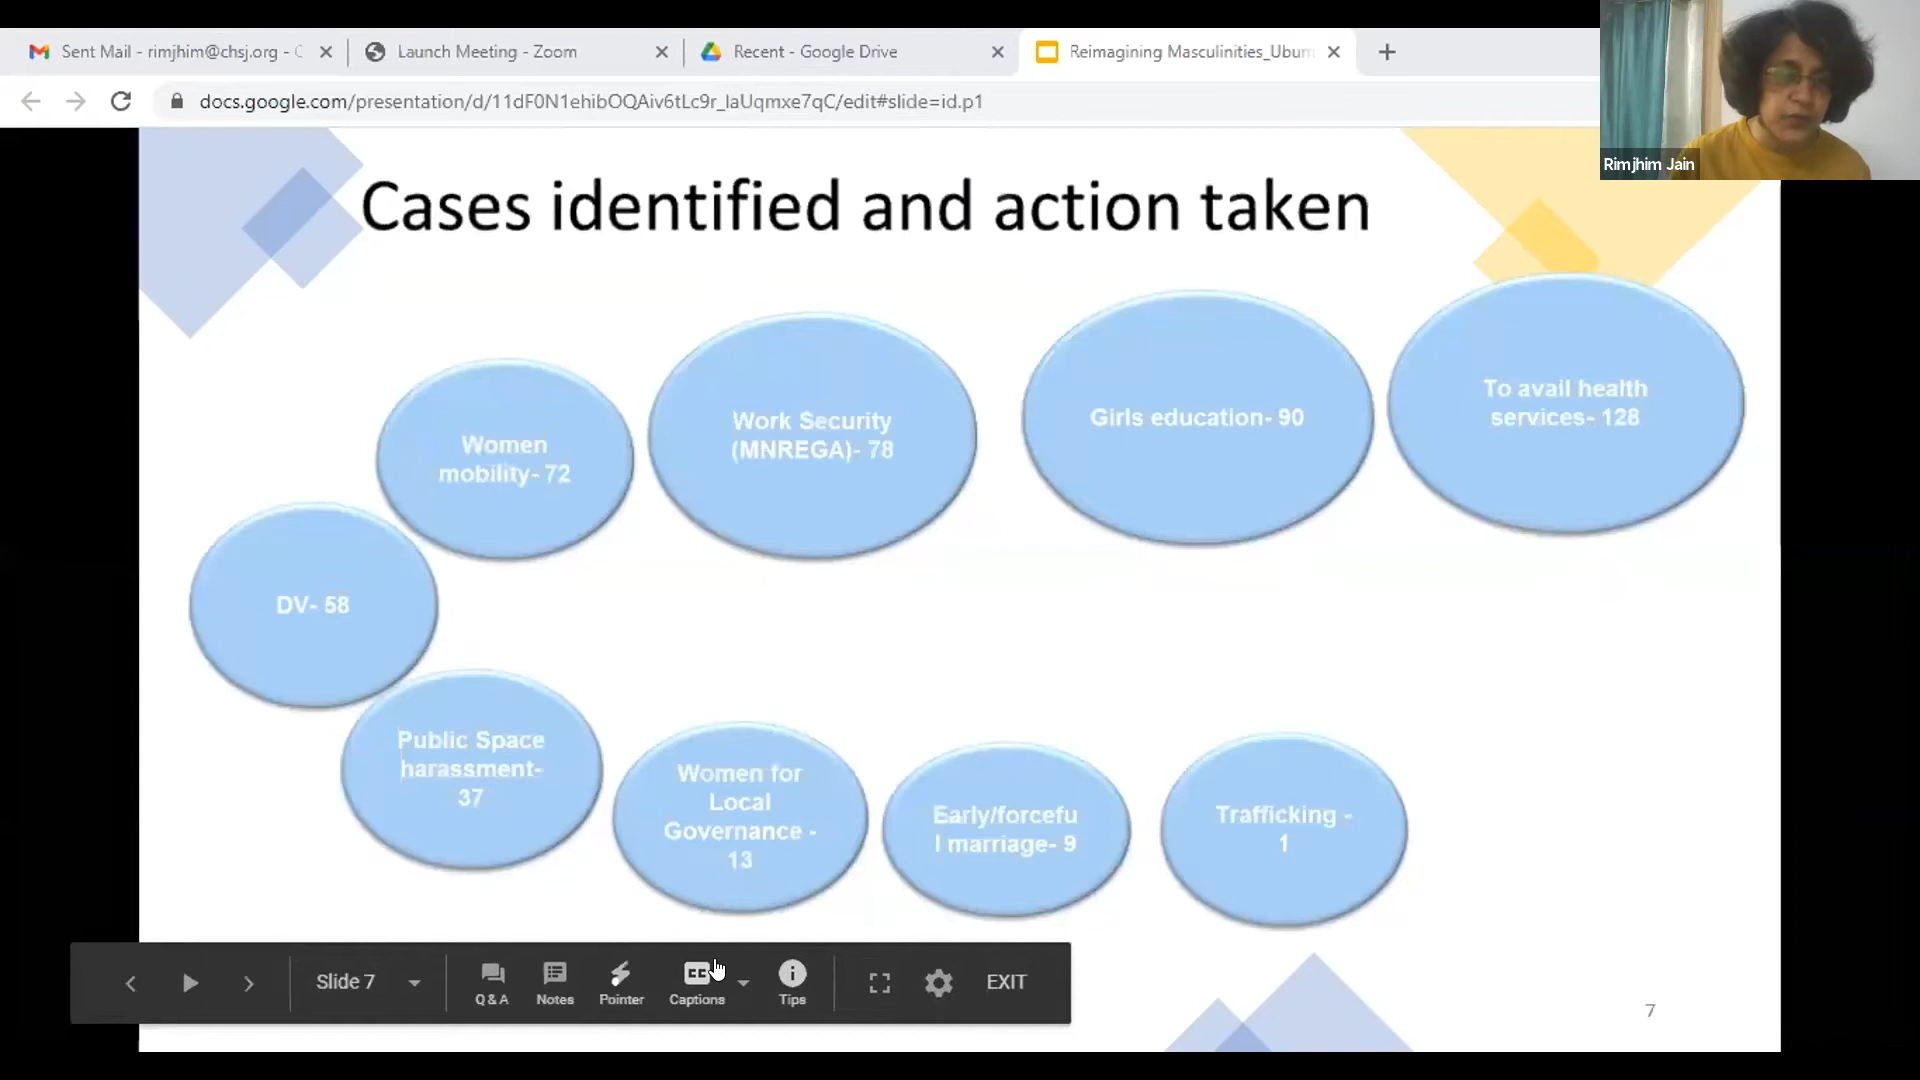 Sent Mail - rimjhim@chsj.org - C
Launch Meeting - Zoom
Recent - Google Drive
Reimagining Masculinities_Ubun
docs.google.com/presentation/d/11dF0N1ehibOQAiv6tLc9r_laUqmxe7qC/edit#slide=id.p1
Rimjhim Jain
Cases identified and action taken
Women
mobility- 72
Work Security
(MNREGA)- 78
Girls education- 90
To avail health
services- 128
DV- 58
Public Space
harassment-
37
Women for
Local
Governance -
13
Early/forcefu
l marriage- 9
Trafficking -
1
Slide 7
Q & A
Notes
Pointer
CC
Captions
Tips
EXIT
7